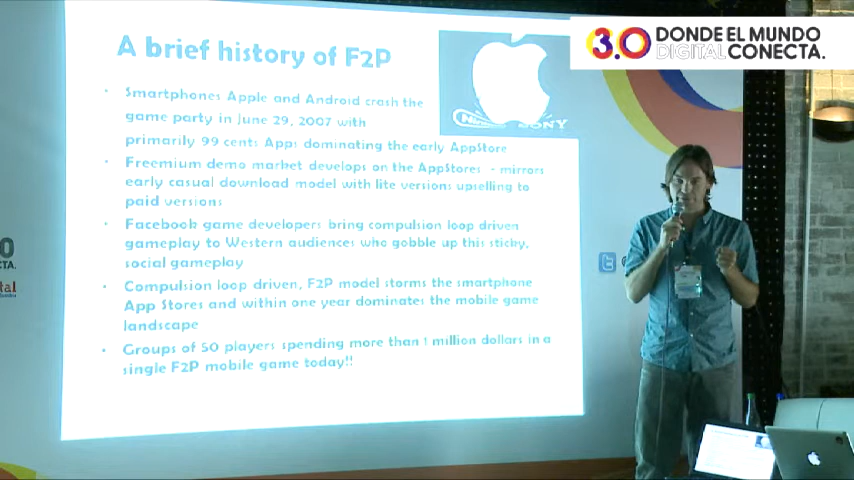 3.0 DONDE EL MUNDO
DIGITAL CONECTA.
A brief history of F2P
Nintendo SONY
• Smartphones Apple and Android crash the
game party in June 29, 2007 with
primarily 99 cents Apps dominating the early AppStore
• Freemium demo market develops on the AppStores - mirrors
early casual download model with lite versions upselling to
paid versions
• Facebook game developers bring compulsion loop driven
gameplay to Western audiences who gobble up this sticky,
social gameplay
• Compulsion loop driven, F2P model storms the smartphone
App Stores and within one year dominates the mobile game
landscape
• Groups of 50 players spending more than 1 million dollars in a
single F2P mobile game today!!